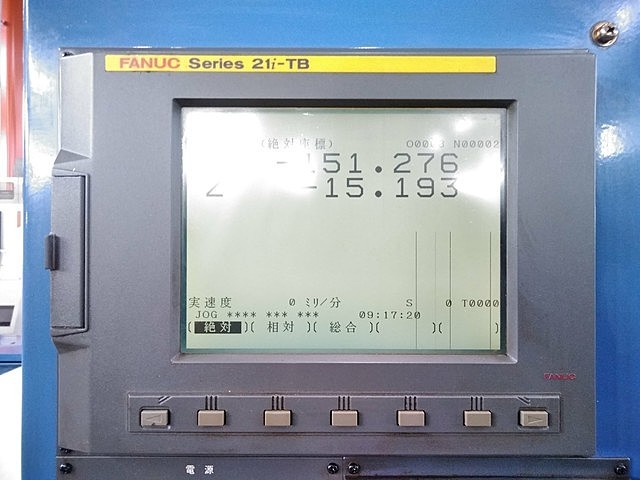 FANUC Series 21i-TB
(絶対座標) N00002
-151.276
Z -15.193
実速度 0 ミリ/分 S 0 T0000
JOG **** *** *** 09:17:20
( 絶対 )( 相対 )( 総合 )( )( )
FANUC
電源